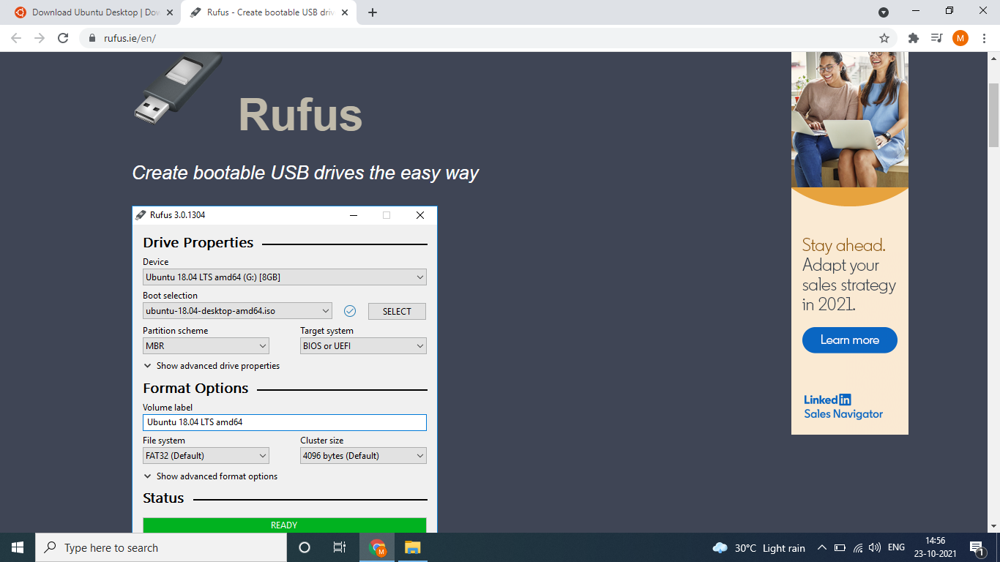 Download Ubuntu Desktop | Dow
Rufus - Create bootable USB driv
rufus.ie/en/
M
Rufus
Create bootable USB drives the easy way
Rufus 3.0.1304
Drive Properties
Device
Ubuntu 18.04 LTS amd64 (G:) [8GB]
Boot selection
ubuntu-18.04-desktop-amd64.iso
SELECT
Partition scheme
Target system
MBR
BIOS or UEFI
Show advanced drive properties
Format Options
Volume label
Ubuntu 18.04 LTS amd64
File system
Cluster size
FAT32 (Default)
4096 bytes (Default)
Show advanced format options
Status
READY
Stay ahead.
Adapt your
sales strategy
in 2021.
Learn more
Linked in
Sales Navigator
Type here to search
M
30°C Light rain
ENG
14:56
23-10-2021
1